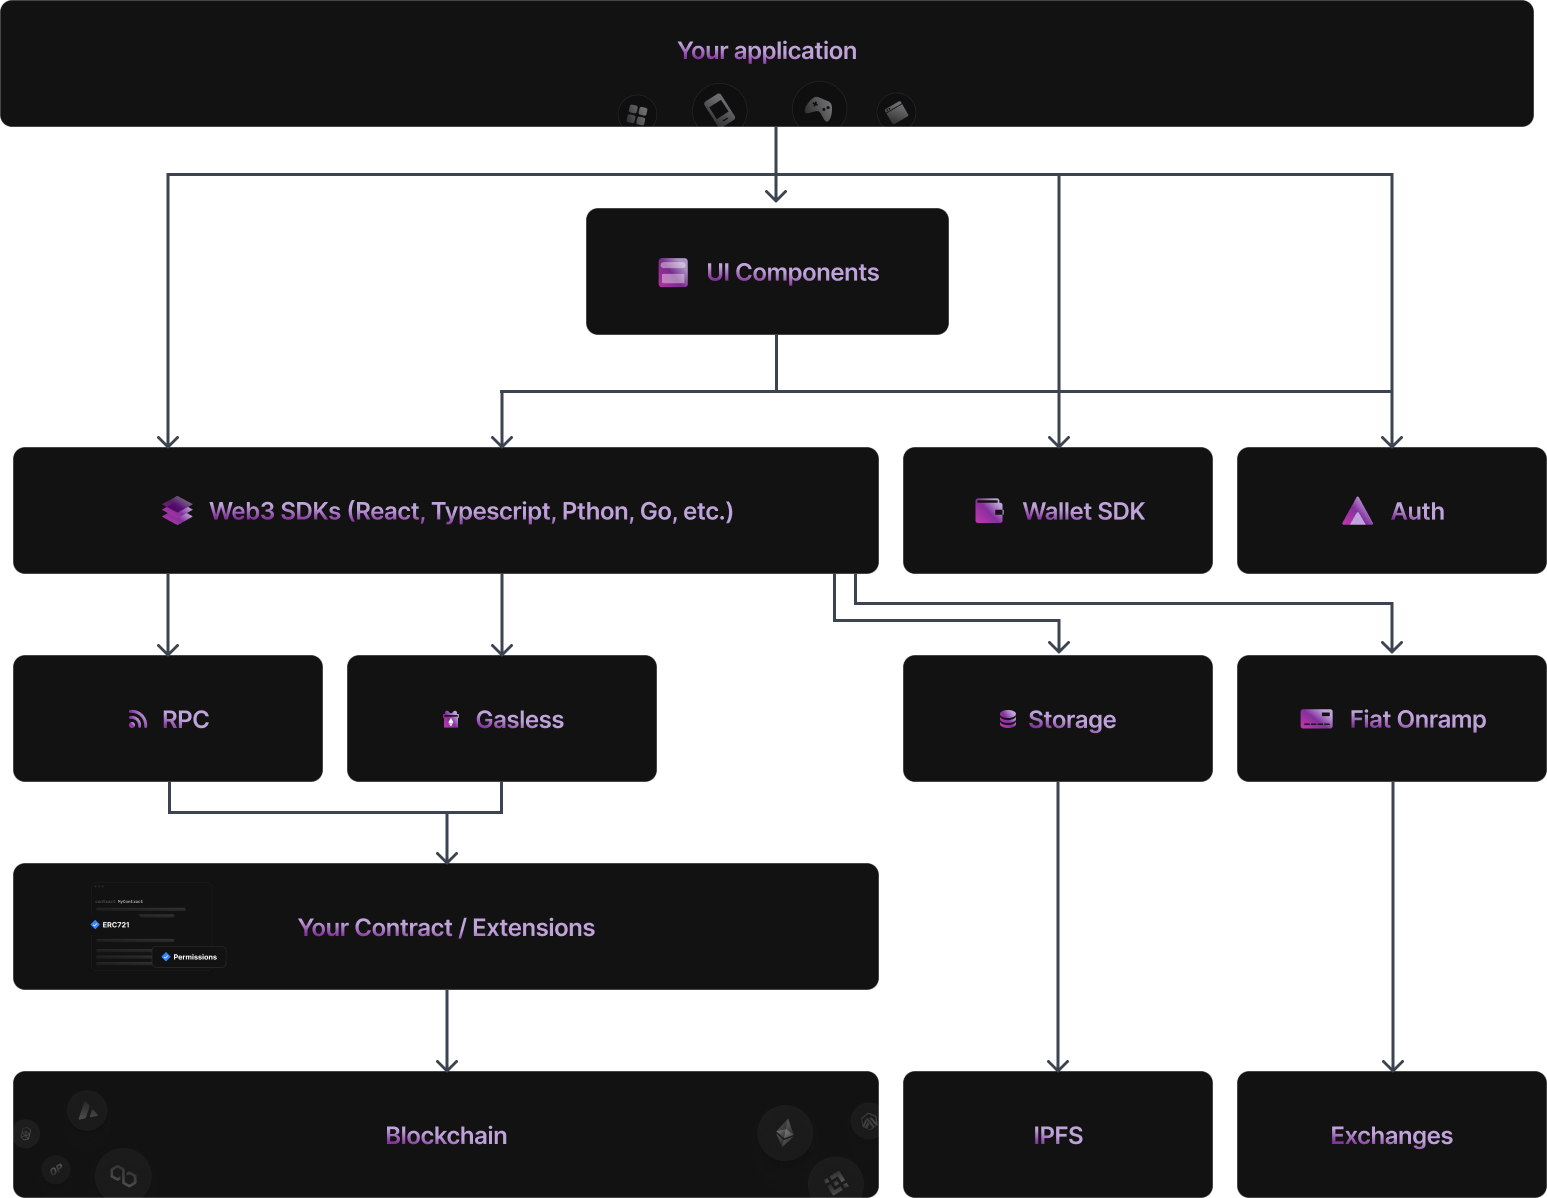 Your application
UI Components
Web3 SDKs (React, Typescript, Pthon, Go, etc.)
Wallet SDK
Auth
RPC
Gasless
Storage
Fiat Onramp
contract MyContract
ERC721
Permissions
Your Contract / Extensions
Blockchain
IPFS
Exchanges